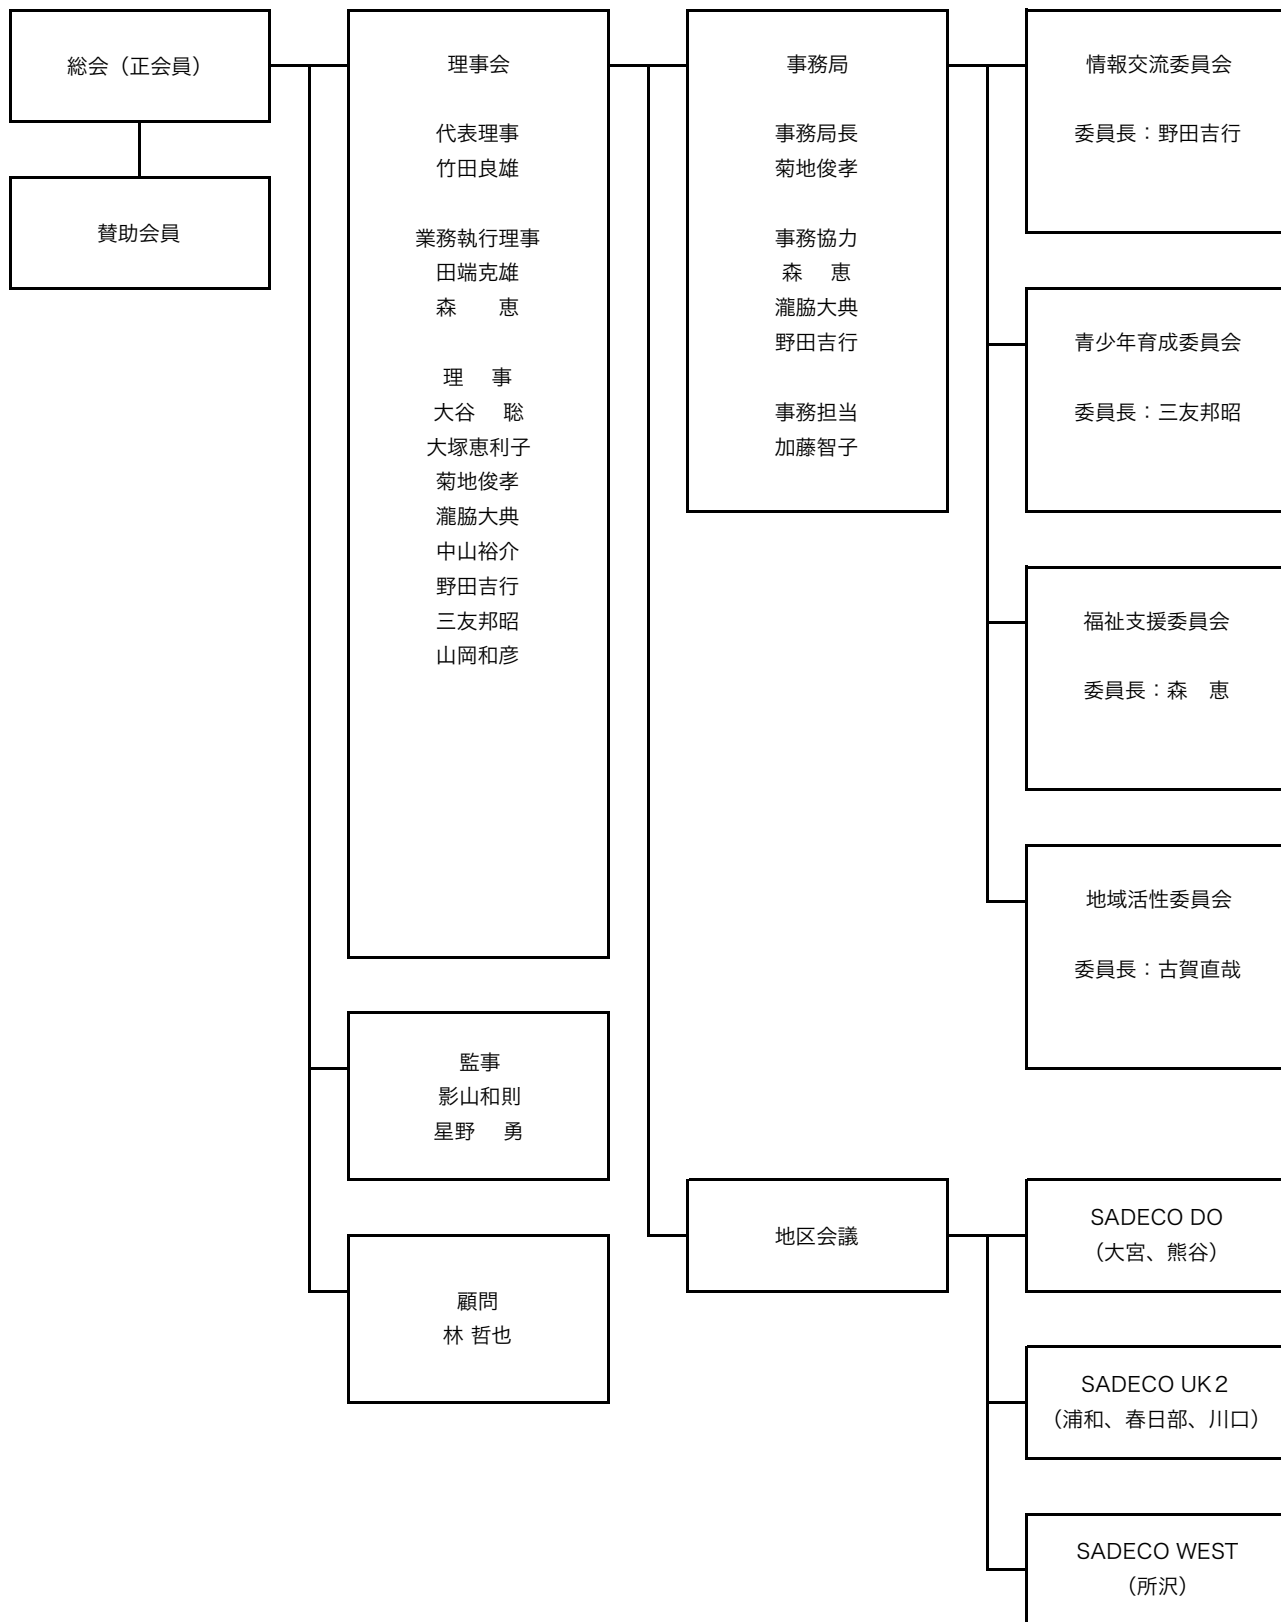 総会（正会員）
賛助会員
理事会
代表理事
竹田良雄
業務執行理事
田端克雄
森　　恵
理　事
大谷　聡
大塚恵利子
菊地俊孝
瀧脇大典
中山裕介
野田吉行
三友邦昭
山岡和彦
監事
影山和則
星野　勇
顧問
林 哲也
事務局
事務局長
菊地俊孝
事務協力
森　恵
瀧脇大典
野田吉行
事務担当
加藤智子
地区会議
情報交流委員会
委員長：野田吉行
青少年育成委員会
委員長：三友邦昭
福祉支援委員会
委員長：森　恵
地域活性委員会
委員長：古賀直哉
SADECO DO
（大宮、熊谷）
SADECO UK２
（浦和、春日部、川口）
SADECO WEST
（所沢）